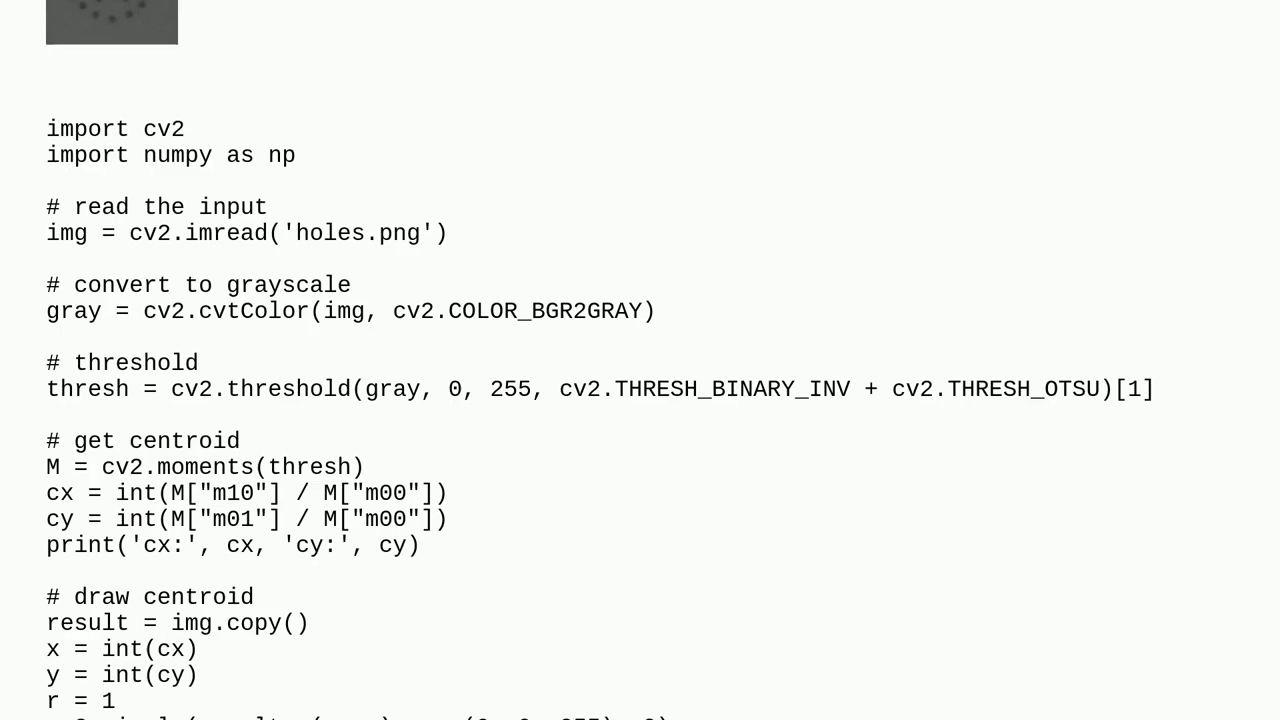 import cv2
import numpy as np
# read the input
img = cv2.imread('holes.png')
# convert to grayscale
gray = cv2.cvtColor(img, cv2.COLOR_BGR2GRAY)
# threshold
thresh = cv2.threshold(gray, 0, 255, cv2.THRESH_BINARY_INV + cv2.THRESH_OTSU)[1]
# get centroid
M = cv2.moments(thresh)
cx = int(M["m10"] / M["m00"])
cy = int(M["m01"] / M["m00"])
print('cx:', cx, 'cy:', cy)
# draw centroid
result = img.copy()
x = int(cx)
y = int(cy)
r = 1